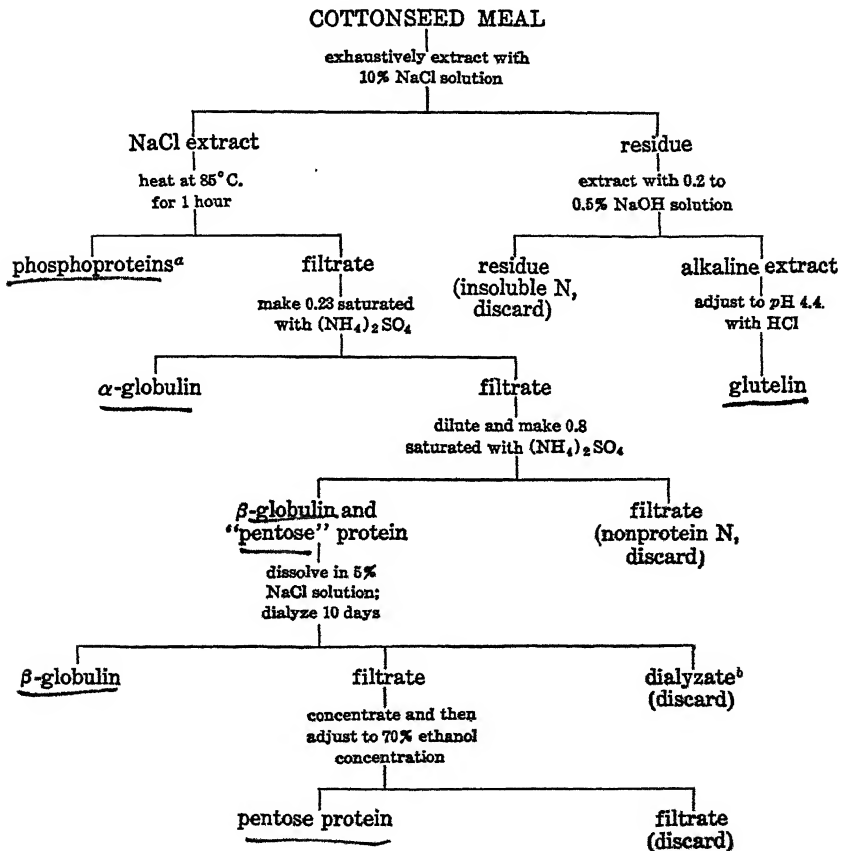 COTTONSEED MEAL
exhaustively extract with
10% NaCl solution
NaCl extract
residue
heat at 85°C.
for 1 hour
extract with 0.2 to
0.5% NaOH solution
phosphoproteinsᵃ
filtrate
residue
(insoluble N,
discard)
alkaline extract
make 0.23 saturated
with (NH₄)₂SO₄
adjust to pH 4.4.
with HCl
α-globulin
filtrate
glutelin
dilute and make 0.8
saturated with (NH₄)₂SO₄
β-globulin and
“pentose” protein
filtrate
(nonprotein N,
discard)
dissolve in 5%
NaCl solution;
dialyze 10 days
β-globulin
filtrate
dialyzateᵇ
(discard)
concentrate and then
adjust to 70% ethanol
concentration
pentose protein
filtrate
(discard)